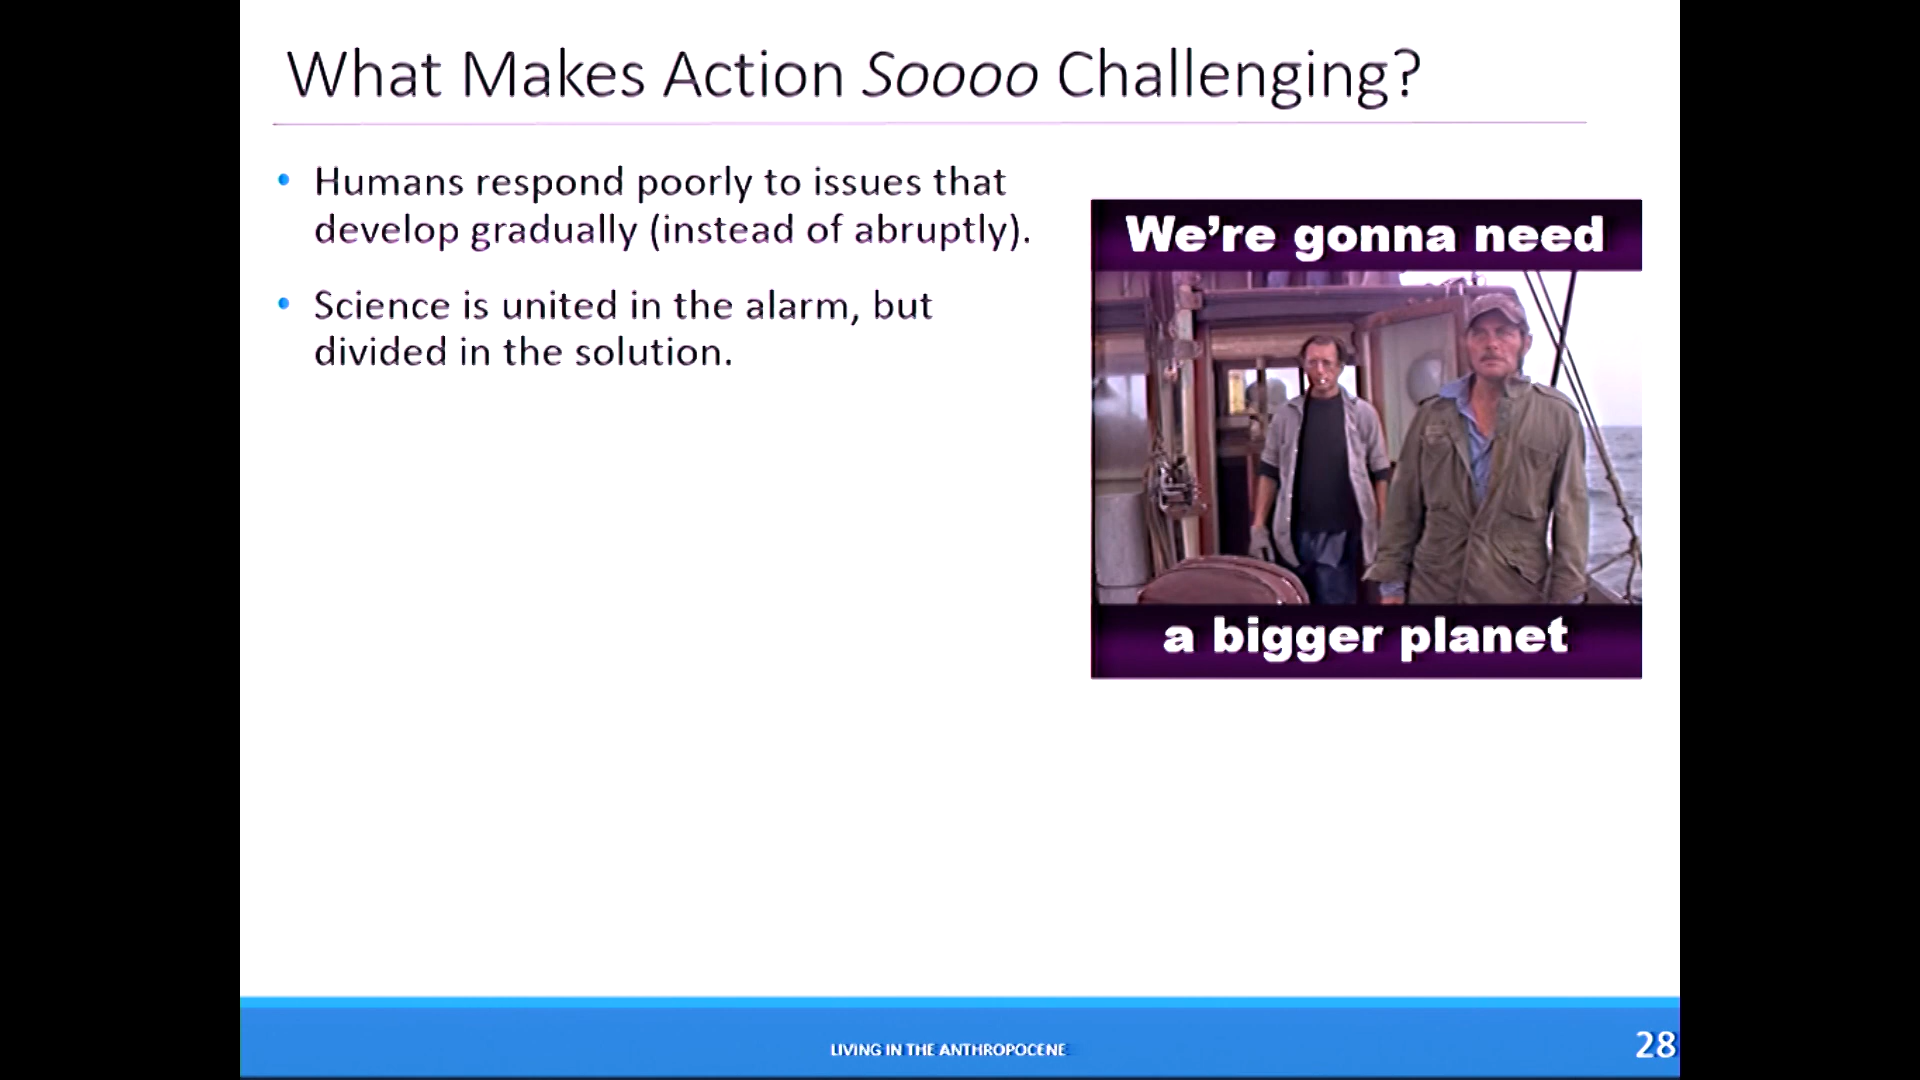 What Makes Action Soooo Challenging?
• Humans respond poorly to issues that
develop gradually (instead of abruptly).
• Science is united in the alarm, but
divided in the solution.
We're gonna need
a bigger planet
LIVING IN THE ANTHROPOCENE
28